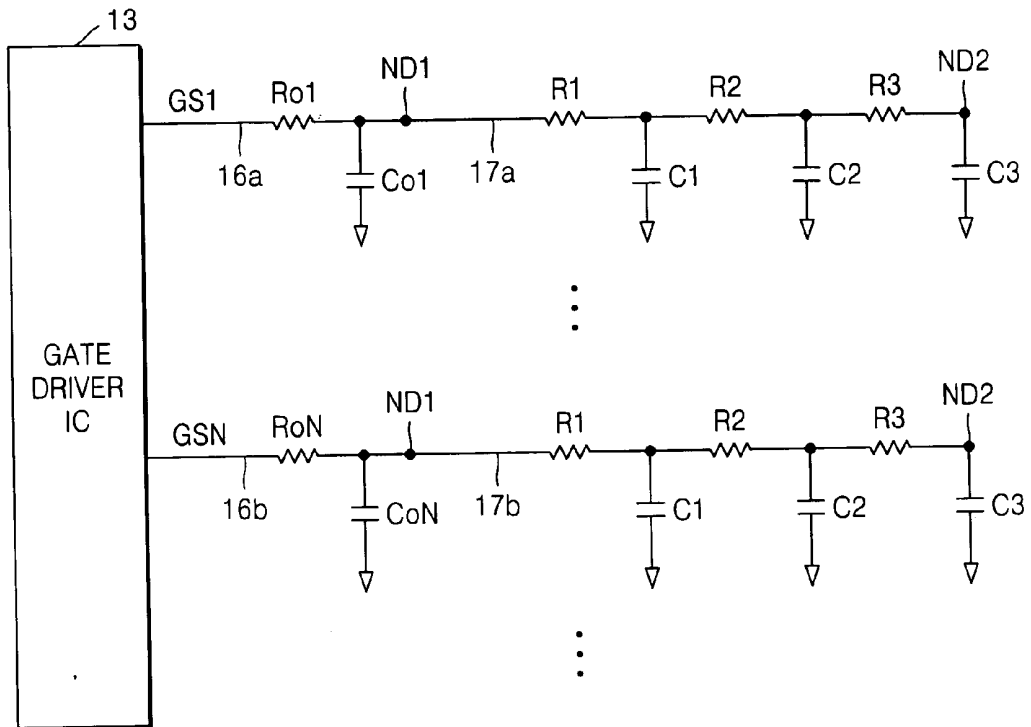 13
GATE
DRIVER
IC
GS1 Ro1 ND1 R1 R2 R3 ND2
16a Co1 17a C1 C2 C3
GSN RoN ND1 R1 R2 R3 ND2
16b CoN 17b C1 C2 C3